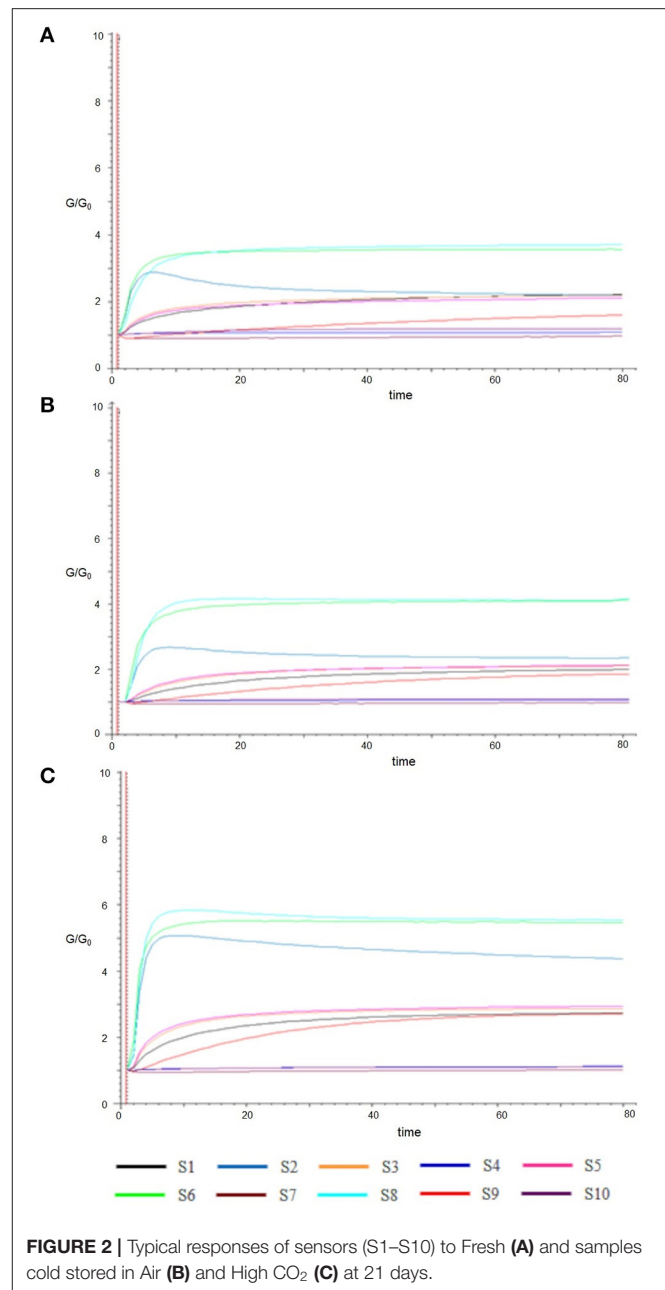 A
10
8
6
G/G₀
4
2
0
0 20 40 60 80
time
B
10
8
6
G/G₀
4
2
0
0 20 40 60 80
time
C
10
8
6
G/G₀
4
2
0
0 20 40 60 80
time
S1 S2 S3 S4 S5
S6 S7 S8 S9 S10
FIGURE 2 | Typical responses of sensors (S1–S10) to Fresh (A) and samples
cold stored in Air (B) and High CO₂ (C) at 21 days.